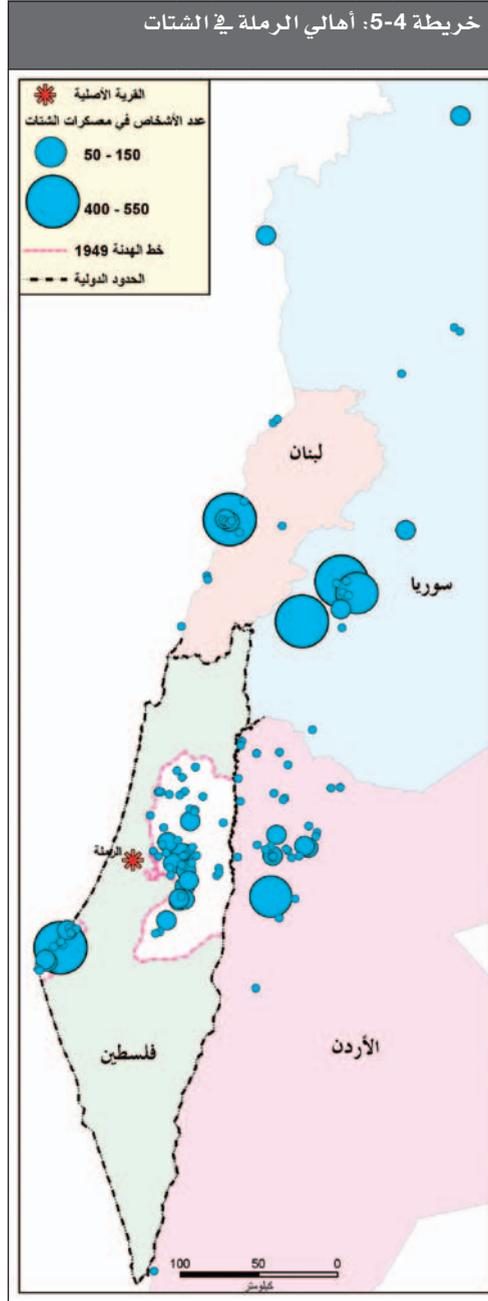 خريطة 4-5: أهالي الرملة في الشتات
القرية الأصلية
عدد الأشخاص في معسكرات الشتات
50 - 150
400 - 550
خط الهدنة 1949
الحدود الدولية
لبنان
سوريا
الرملة
فلسطين
الأردن
100 50 0
كيلومتر